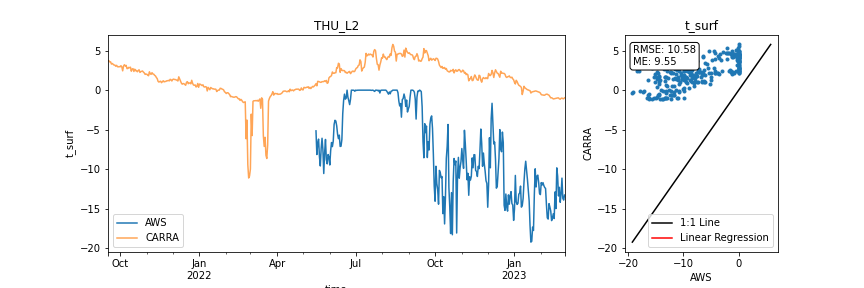 THU_L2
t_surf
5
0
−5
−10
−15
−20
t_surf
AWS
CARRA
Oct
Jan
2022
Apr
Jul
Oct
Jan
2023
time
5
0
−5
−10
−15
−20
CARRA
RMSE: 10.58
ME: 9.55
1:1 Line
Linear Regression
−20
−10
0
AWS